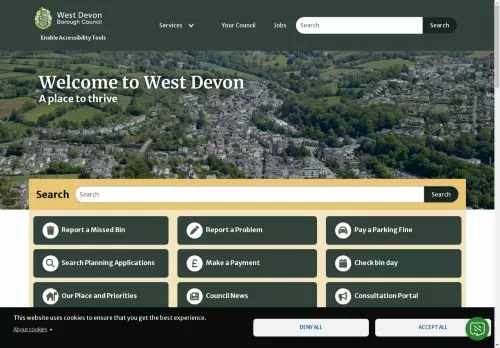 West Devon
Borough Council
Enable Accessibility Tools
Services
Your Council
Jobs
Search
Search
Welcome to West Devon
A place to thrive
Search
Search
Search
Report a Missed Bin
Report a Problem
Pay a Parking Fine
Search Planning Applications
£
Make a Payment
Check bin day
Our Place and Priorities
Council News
Consultation Portal
This website uses cookies to ensure that you get the best experience.
About cookies
DENY ALL
ACCEPT ALL